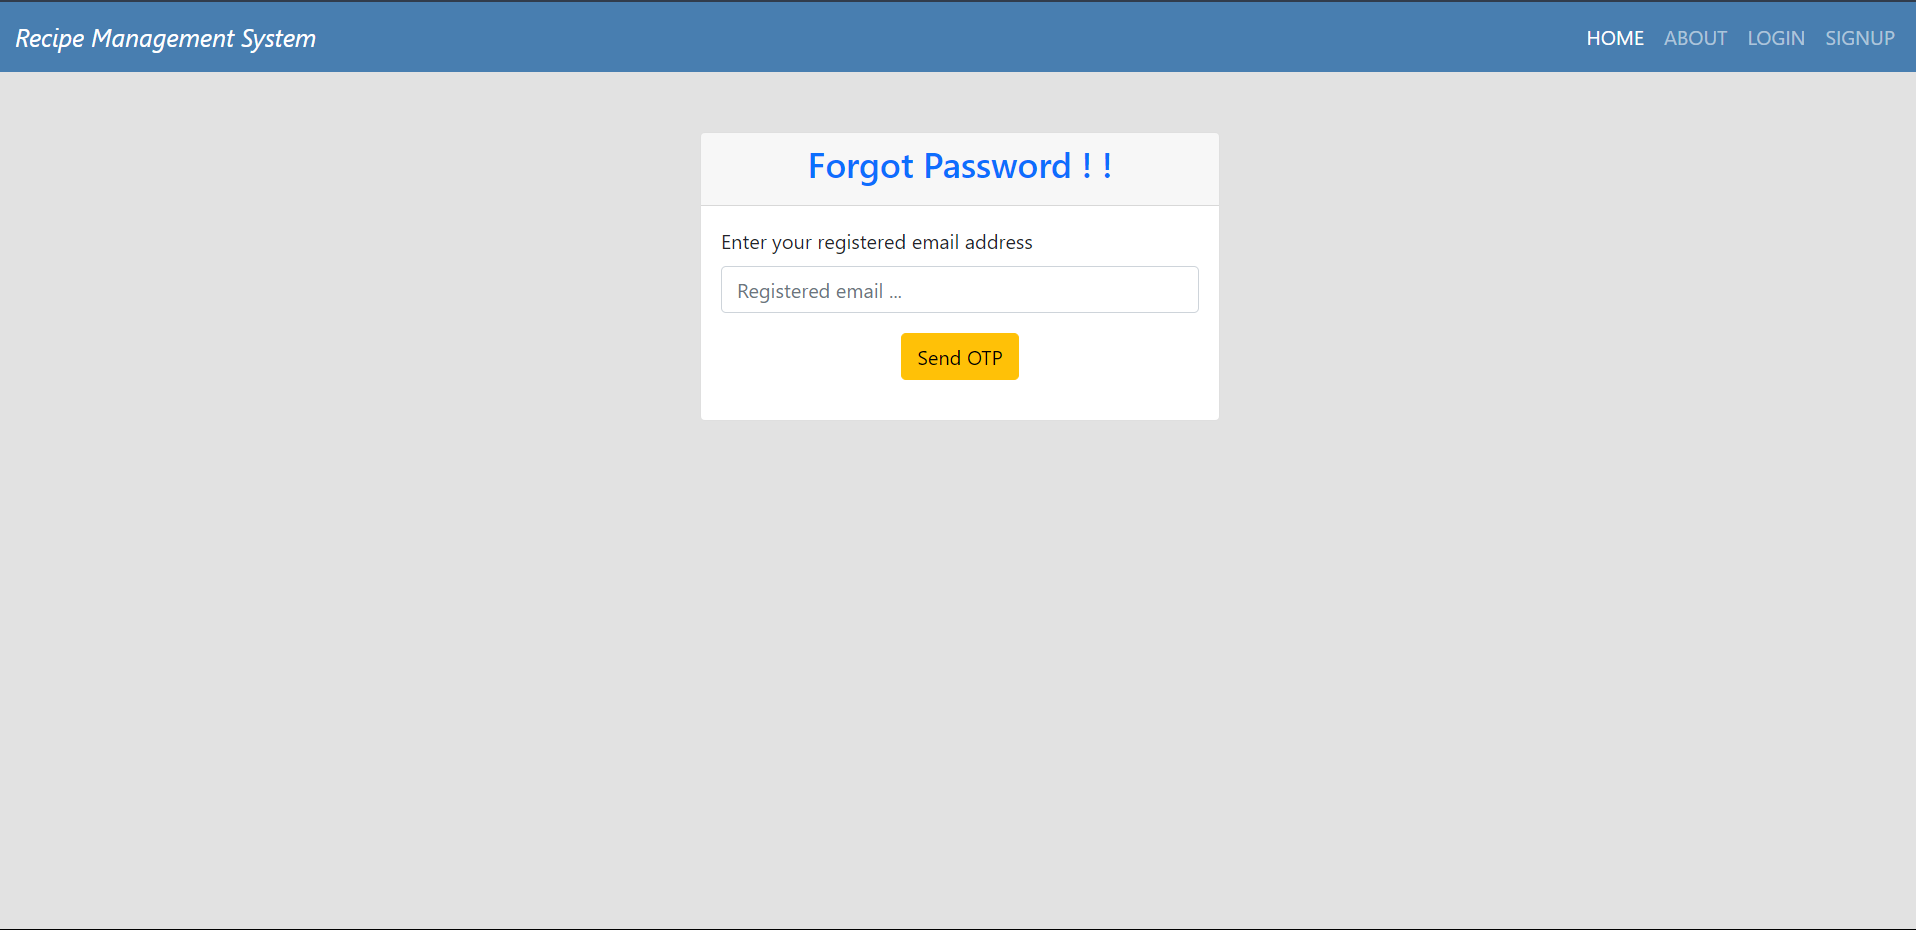 Recipe Management System
HOME ABOUT LOGIN SIGNUP
Forgot Password ! !
Enter your registered email address
Registered email ...
Send OTP